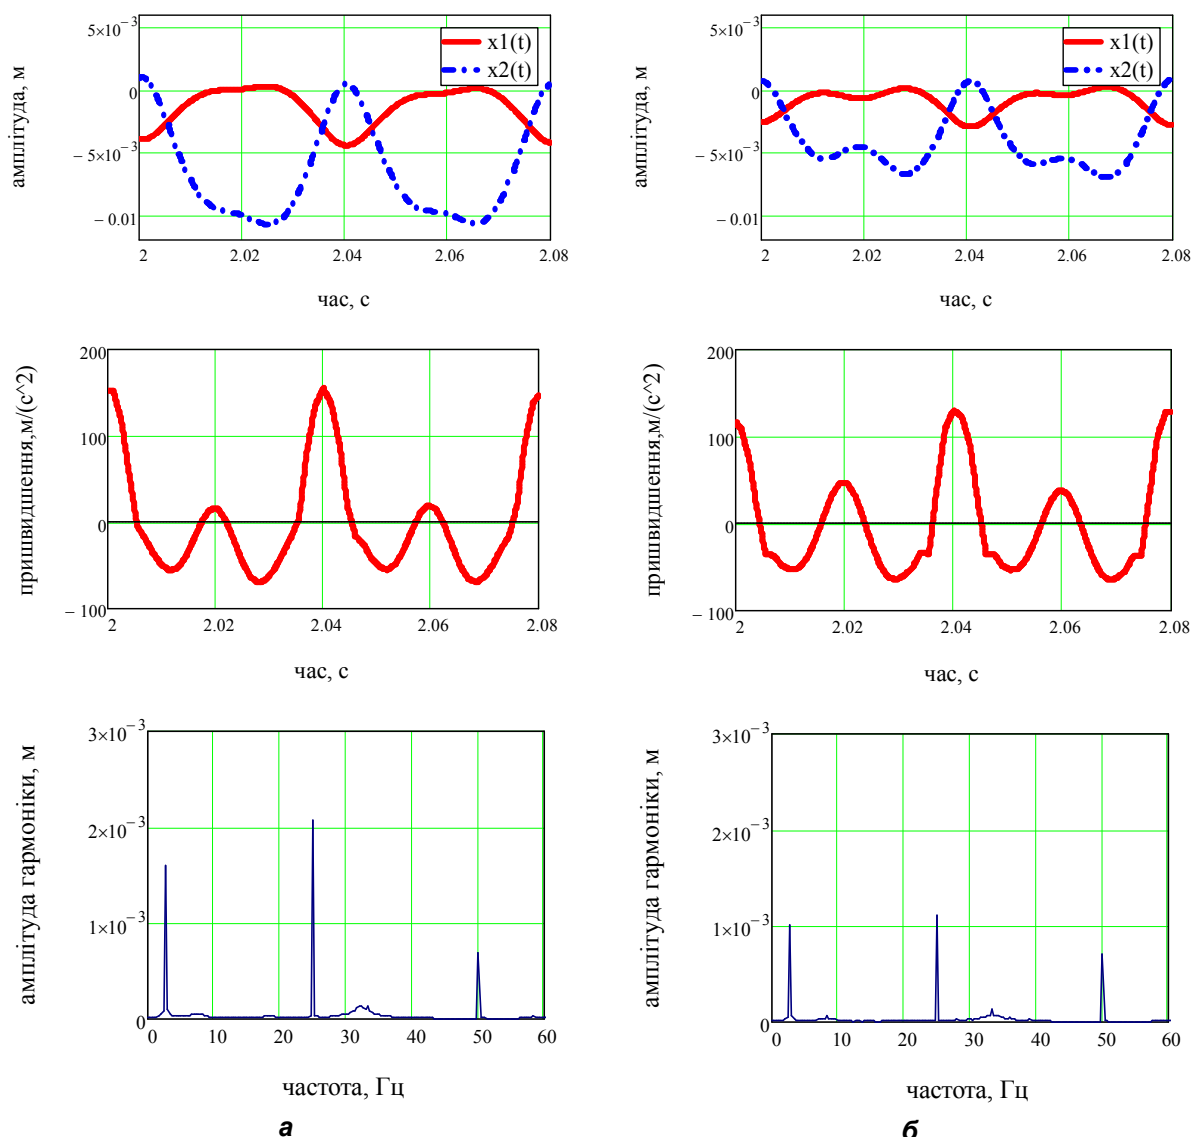 5×10⁻³
0
−5×10⁻³
−0.01
амплітуда, м
x1(t)
x2(t)
2 2.02 2.04 2.06 2.08
час, с
5×10⁻³
0
−5×10⁻³
−0.01
амплітуда, м
x1(t)
x2(t)
2 2.02 2.04 2.06 2.08
час, с
200
100
0
−100
пришвидшення,м/(с^2)
2 2.02 2.04 2.06 2.08
час, с
200
100
0
−100
пришвидшення,м/(с^2)
2 2.02 2.04 2.06 2.08
час, с
3×10⁻³
2×10⁻³
1×10⁻³
0
амплітуда гармоніки, м
0 10 20 30 40 50 60
частота, Гц
а
3×10⁻³
2×10⁻³
1×10⁻³
0
амплітуда гармоніки, м
0 10 20 30 40 50 60
частота, Гц
б